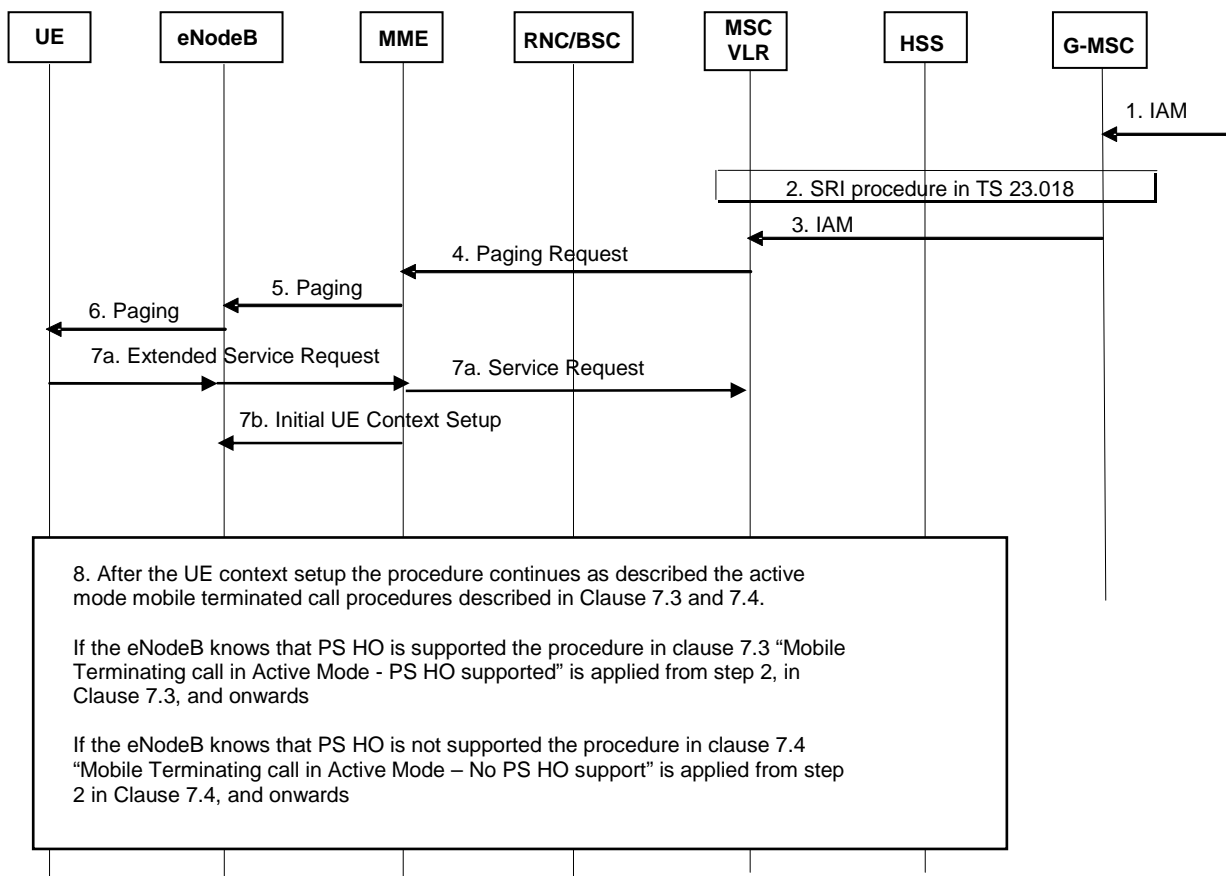 UE
eNodeB
MME
RNC/BSC
MSC
VLR
HSS
G-MSC
1. IAM
2. SRI procedure in TS 23.018
3. IAM
4. Paging Request
5. Paging
6. Paging
7a. Extended Service Request
7a. Service Request
7b. Initial UE Context Setup
8. After the UE context setup the procedure continues as described the active
mode mobile terminated call procedures described in Clause 7.3 and 7.4.
If the eNodeB knows that PS HO is supported the procedure in clause 7.3 “Mobile
Terminating call in Active Mode - PS HO supported” is applied from step 2, in
Clause 7.3, and onwards
If the eNodeB knows that PS HO is not supported the procedure in clause 7.4
“Mobile Terminating call in Active Mode – No PS HO support” is applied from step
2 in Clause 7.4, and onwards